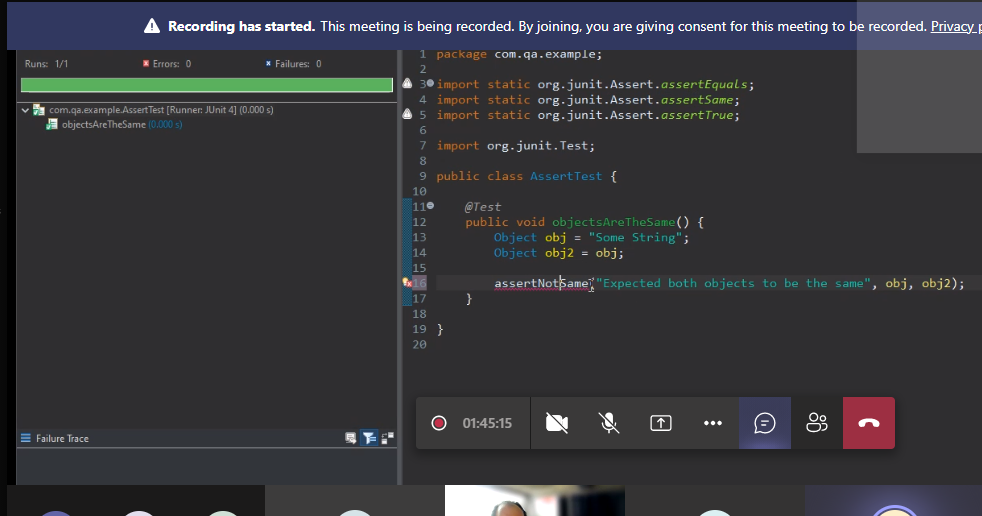 Recording has started. This meeting is being recorded. By joining, you are giving consent for this meeting to be recorded. Privacy
Runs: 1/1 Errors: 0 Failures: 0
com.qa.example.AssertTest [Runner: JUnit 4] (0.000 s)
objectsAreTheSame (0.000 s)
1 package com.qa.example;
2
3 import static org.junit.Assert.assertEquals;
4 import static org.junit.Assert.assertSame;
5 import static org.junit.Assert.assertTrue;
6
7 import org.junit.Test;
8
9 public class AssertTest {
10
11 @Test
12 public void objectsAreTheSame() {
13 Object obj = "Some String";
14 Object obj2 = obj;
15
16 assertNotSame("Expected both objects to be the same", obj, obj2);
17 }
18
19 }
20
01:45:15
Failure Trace